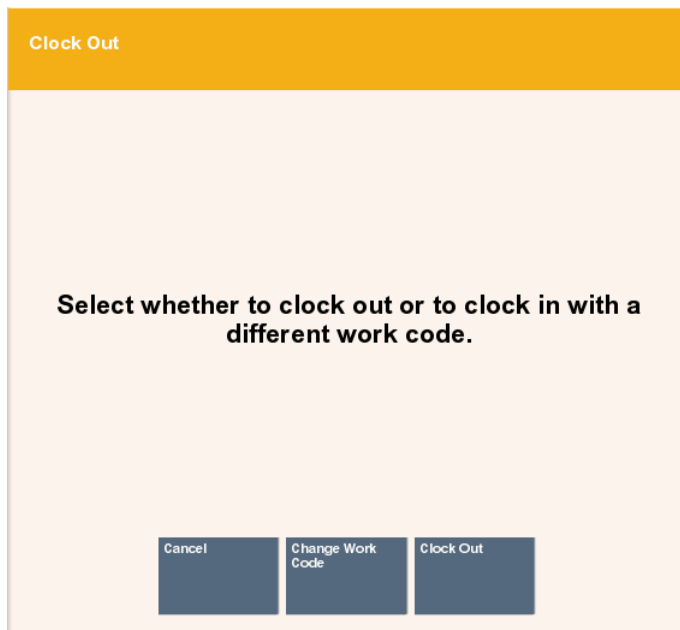 Clock Out
Select whether to clock out or to clock in with a
different work code.
Cancel
Change Work
Code
Clock Out